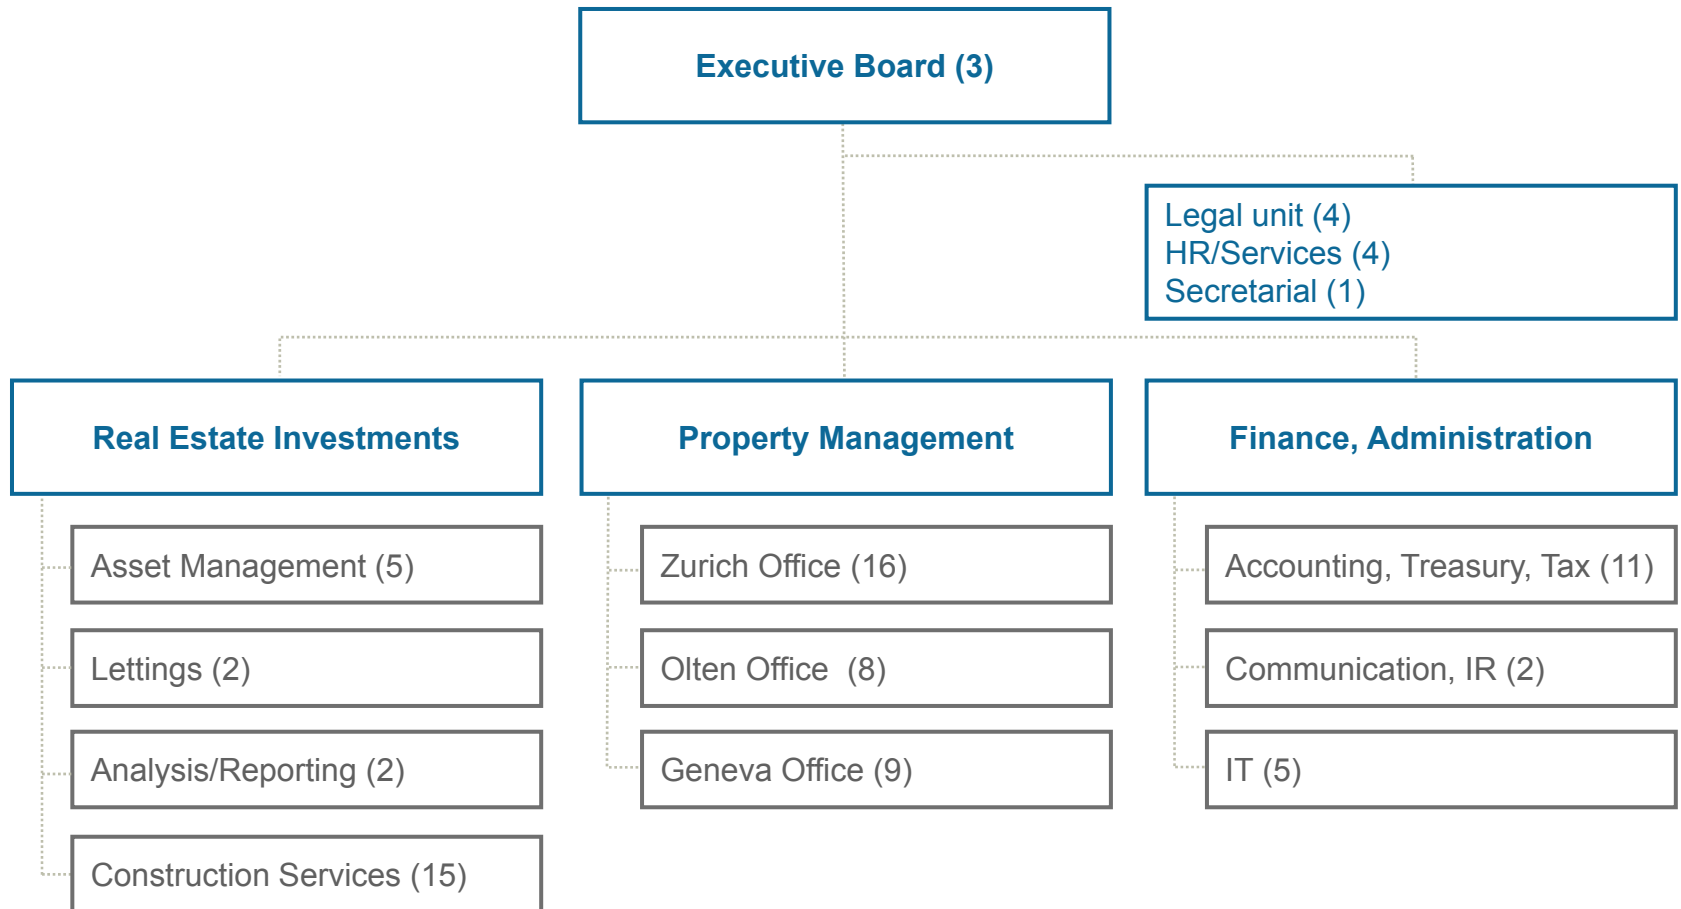 Executive Board (3)
Legal unit (4)
HR/Services (4)
Secretarial (1)
Real Estate Investments
Asset Management (5)
Lettings (2)
Analysis/Reporting (2)
Construction Services (15)
Property Management
Zurich Office (16)
Olten Office  (8)
Geneva Office (9)
Finance, Administration
Accounting, Treasury, Tax (11)
Communication, IR (2)
IT (5)